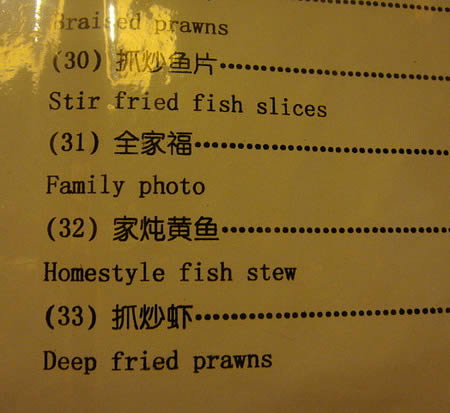 Braised prawns
(30) 抓炒鱼片……………………
Stir fried fish slices
(31) 全家福……………………
Family photo
(32) 家炖黄鱼……………………
Homestyle fish stew
(33) 抓炒虾……………………
Deep fried prawns